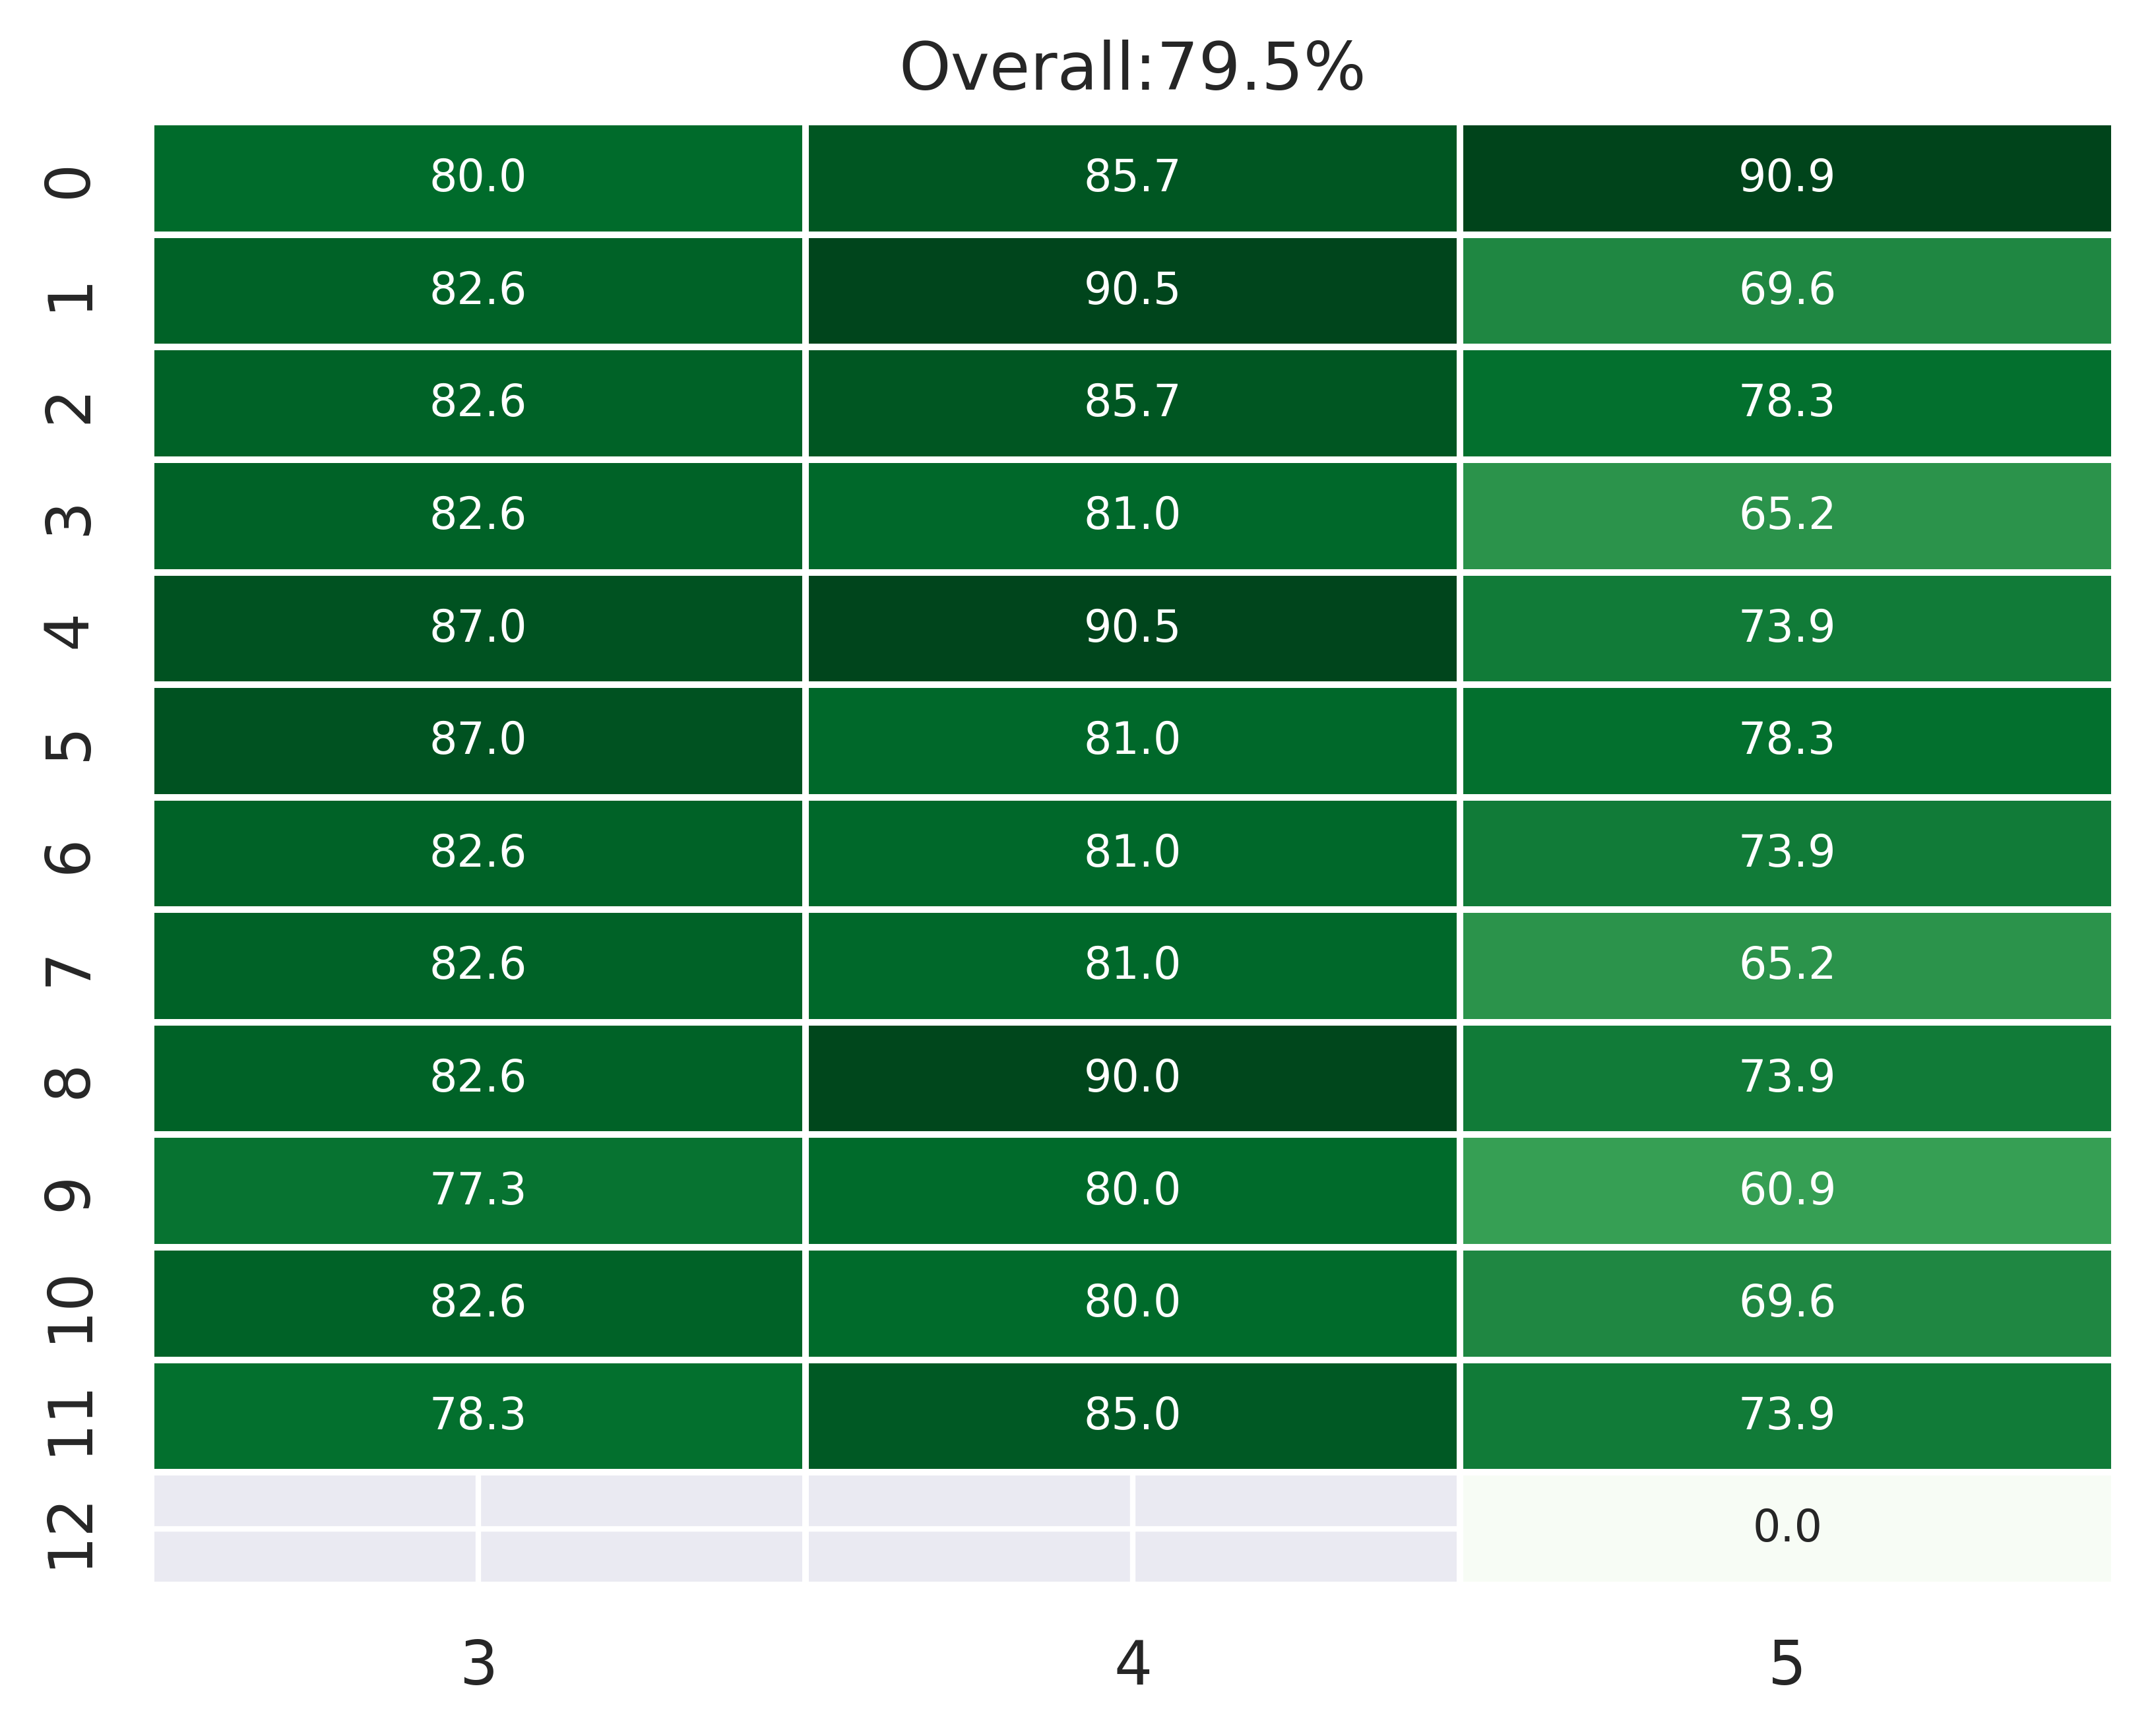 Overall:79.5%
0 80.0 85.7 90.9
1 82.6 90.5 69.6
2 82.6 85.7 78.3
3 82.6 81.0 65.2
4 87.0 90.5 73.9
5 87.0 81.0 78.3
6 82.6 81.0 73.9
7 82.6 81.0 65.2
8 82.6 90.0 73.9
9 77.3 80.0 60.9
10 82.6 80.0 69.6
11 78.3 85.0 73.9
12 0.0
3 4 5